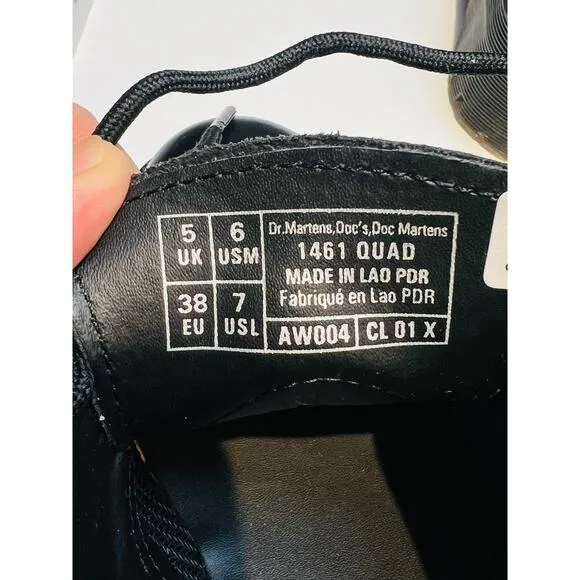 5 UK
6 USM
38 EU
7 USL
Dr.Martens,Doc's,Doc Martens
1461 QUAD
MADE IN LAO PDR
Fabriqué en Lao PDR
AW004 CL 01 X